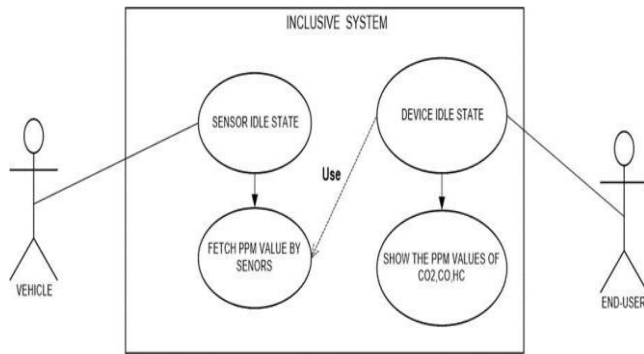 INCLUSIVE SYSTEM
SENSOR IDLE STATE
DEVICE IDLE STATE
Use
FETCH PPM VALUE BY
SENORS
SHOW THE PPM VALUES OF
CO2,CO,HC
VEHICLE
END-USER